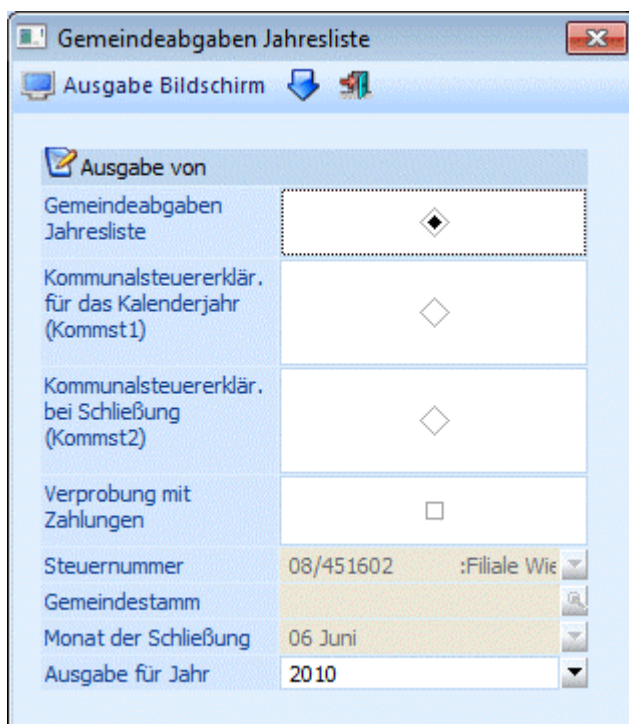 Gemeindeabgaben Jahresliste
Ausgabe Bildschirm
Ausgabe von
Gemeindeabgaben
Jahresliste
Kommunalsteuererklär.
für das Kalenderjahr
(Kommst1)
Kommunalsteuererklär.
bei Schließung
(Kommst2)
Verprobung mit
Zahlungen
Steuernummer 08/451602 :Filiale Wie
Gemeindestamm
Monat der Schließung 06 Juni
Ausgabe für Jahr 2010